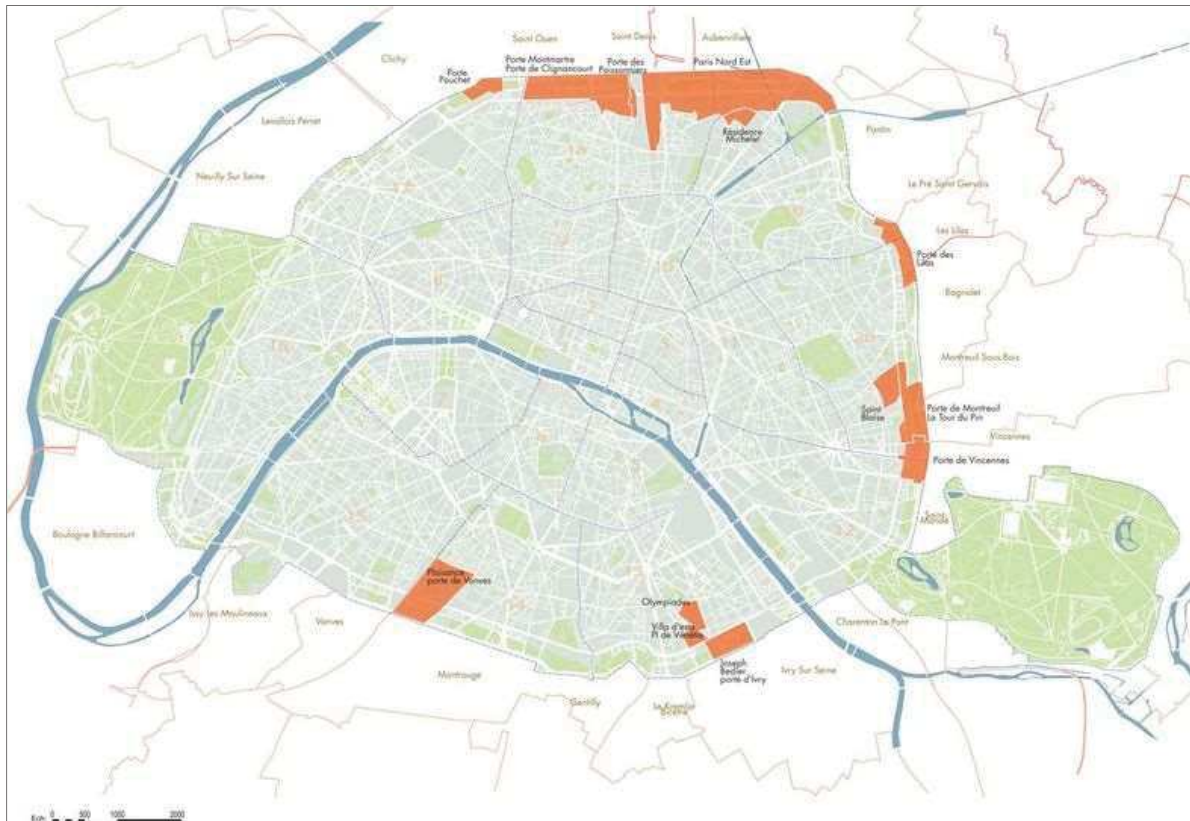 Saint Ouen
Saint Denis
Aubervilliers
Clichy
Porte Montmartre
Porte de Clignancourt
Porte des
Poissonniers
Paris Nord Est
Porte
Pouchet
Levallois Perret
Résidence
Michelet
Pantin
Neuilly Sur Seine
Le Pré Saint Gervais
Les Lilas
Porte des
Lilas
Bagnolet
Montreuil Sous Bois
Saint
Blaise
Porte de Montreuil
La Tour du Pin
Vincennes
Porte de Vincennes
Saint
Mandé
Boulogne Billancourt
Plaisance
porte de Vanves
Olympiades
Issy Les Moulineaux
Vanves
Villa d'este
Pl de Vénétie
Charenton Le Pont
Joseph
Bédier
porte d'Ivry
Ivry Sur Seine
Montrouge
Gentilly
Le Kremlin
Bicêtre
0 500 1000 2000